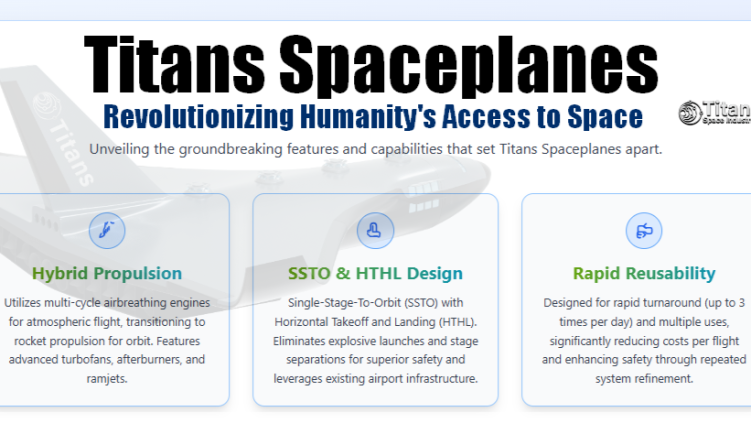 Titans Spaceplanes
Revolutionizing Humanity's Access to Space
Titan
Space Industr
Unveiling the groundbreaking features and capabilities that set Titans Spaceplanes apart.
Titans
Hybrid Propulsion
Utilizes multi-cycle airbreathing engines
for atmospheric flight, transitioning to
rocket propulsion for orbit. Features
advanced turbofans, afterburners, and
ramjets.
SSTO & HTHL Design
Single-Stage-To-Orbit (SSTO) with
Horizontal Takeoff and Landing (HTHL).
Eliminates explosive launches and stage
separations for superior safety and
leverages existing airport infrastructure.
Rapid Reusability
Designed for rapid turnaround (up to 3
times per day) and multiple uses,
significantly reducing costs per flight
and enhancing safety through repeated
system refinement.